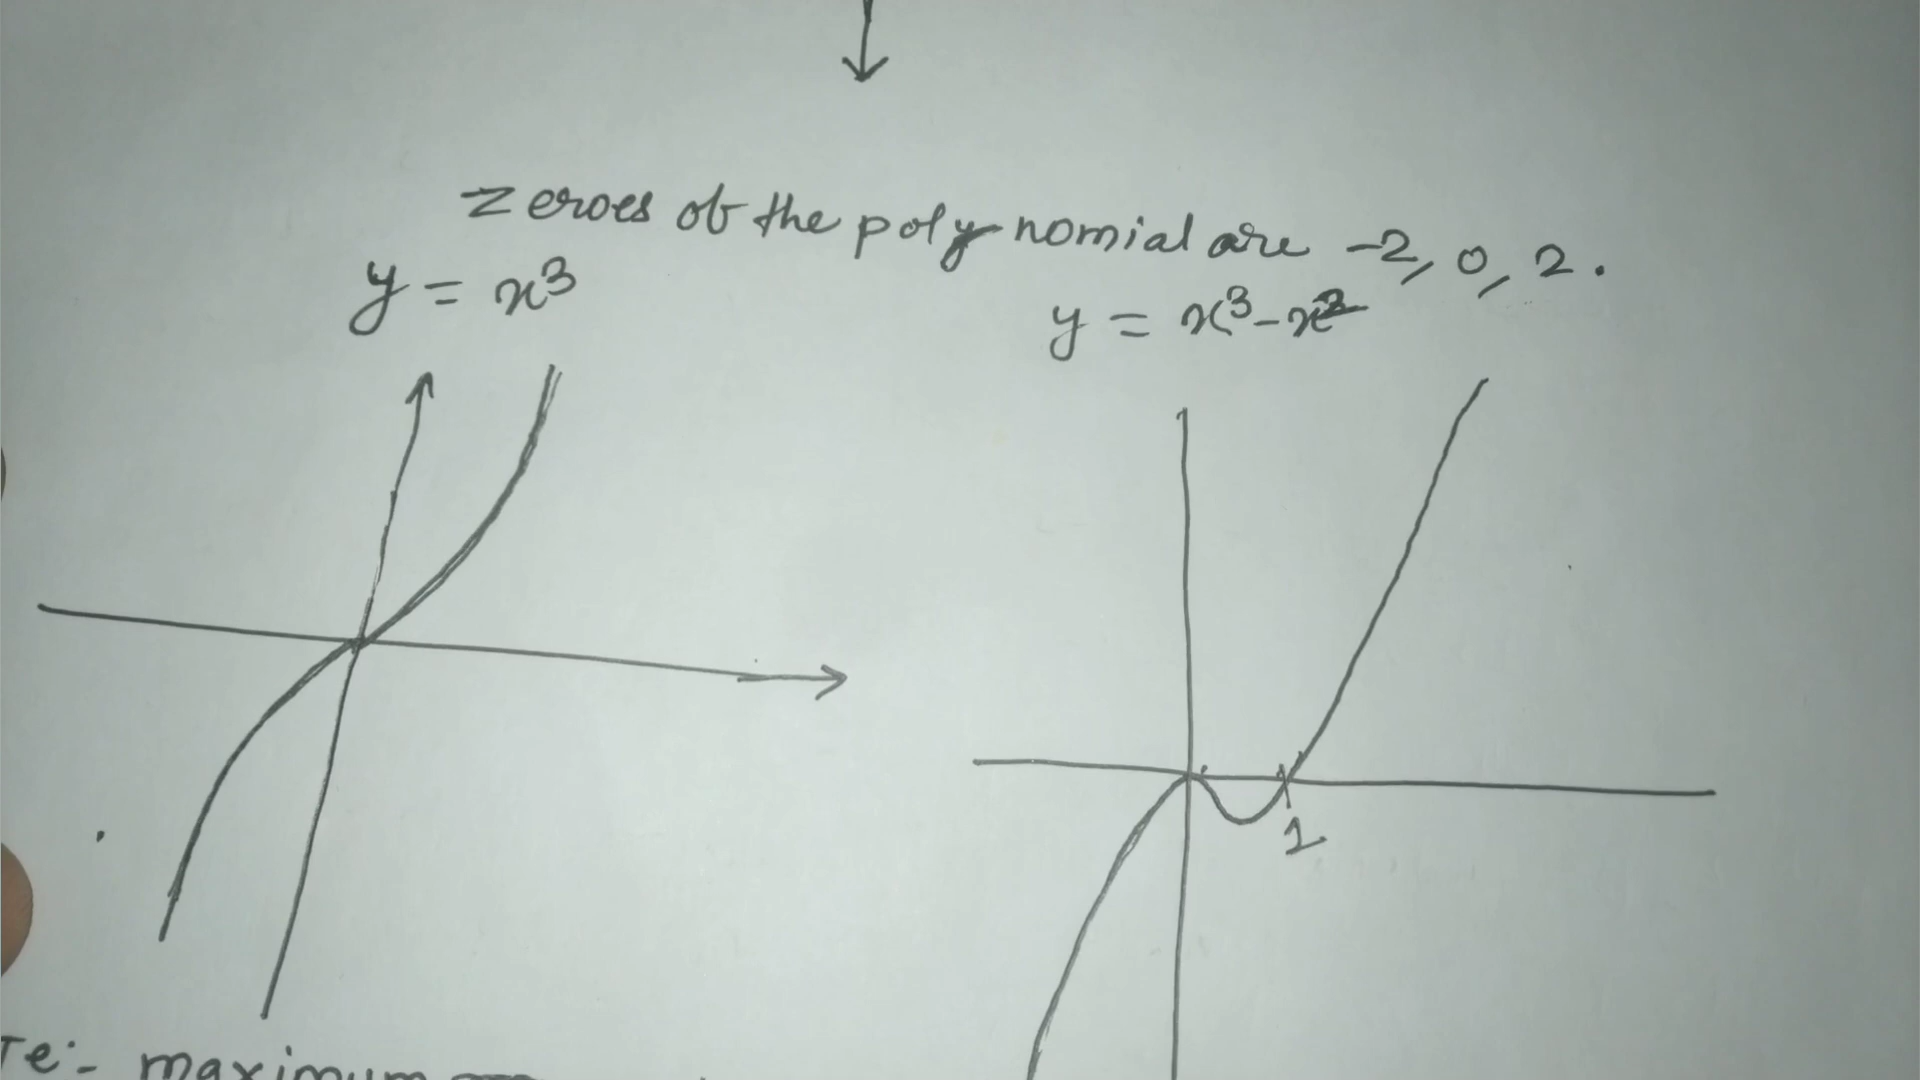 zeroes of the polynomial are -2, 0, 2.
y = x³
y = x³-x²
1
Te:- maximum